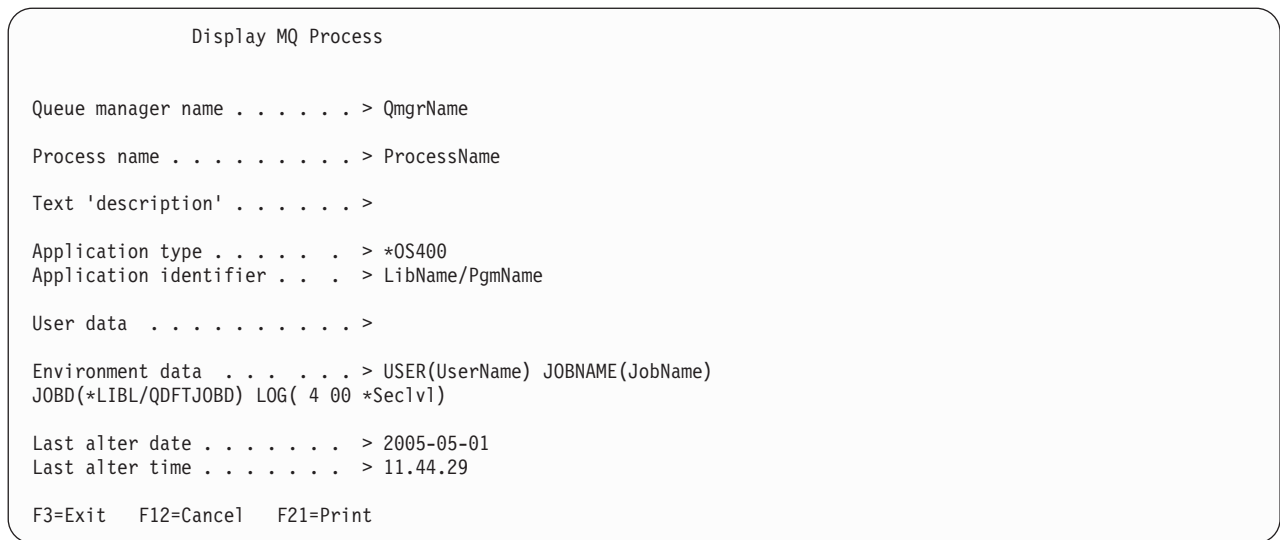 Display MQ Process
Queue manager name . . . . . . > QmgrName
Process name . . . . . . . . . > ProcessName
Text 'description' . . . . . . >
Application type . . . . . .  . > *OS400
Application identifier . . .  . > LibName/PgmName
User data  . . . . . . . . . . >
Environment data  . . .  . . . > USER(UserName) JOBNAME(JobName)
JOBD(*LIBL/QDFTJOBD) LOG( 4 00 *Seclvl)
Last alter date . . . . . . .  > 2005-05-01
Last alter time . . . . . . .  > 11.44.29
F3=Exit   F12=Cancel   F21=Print